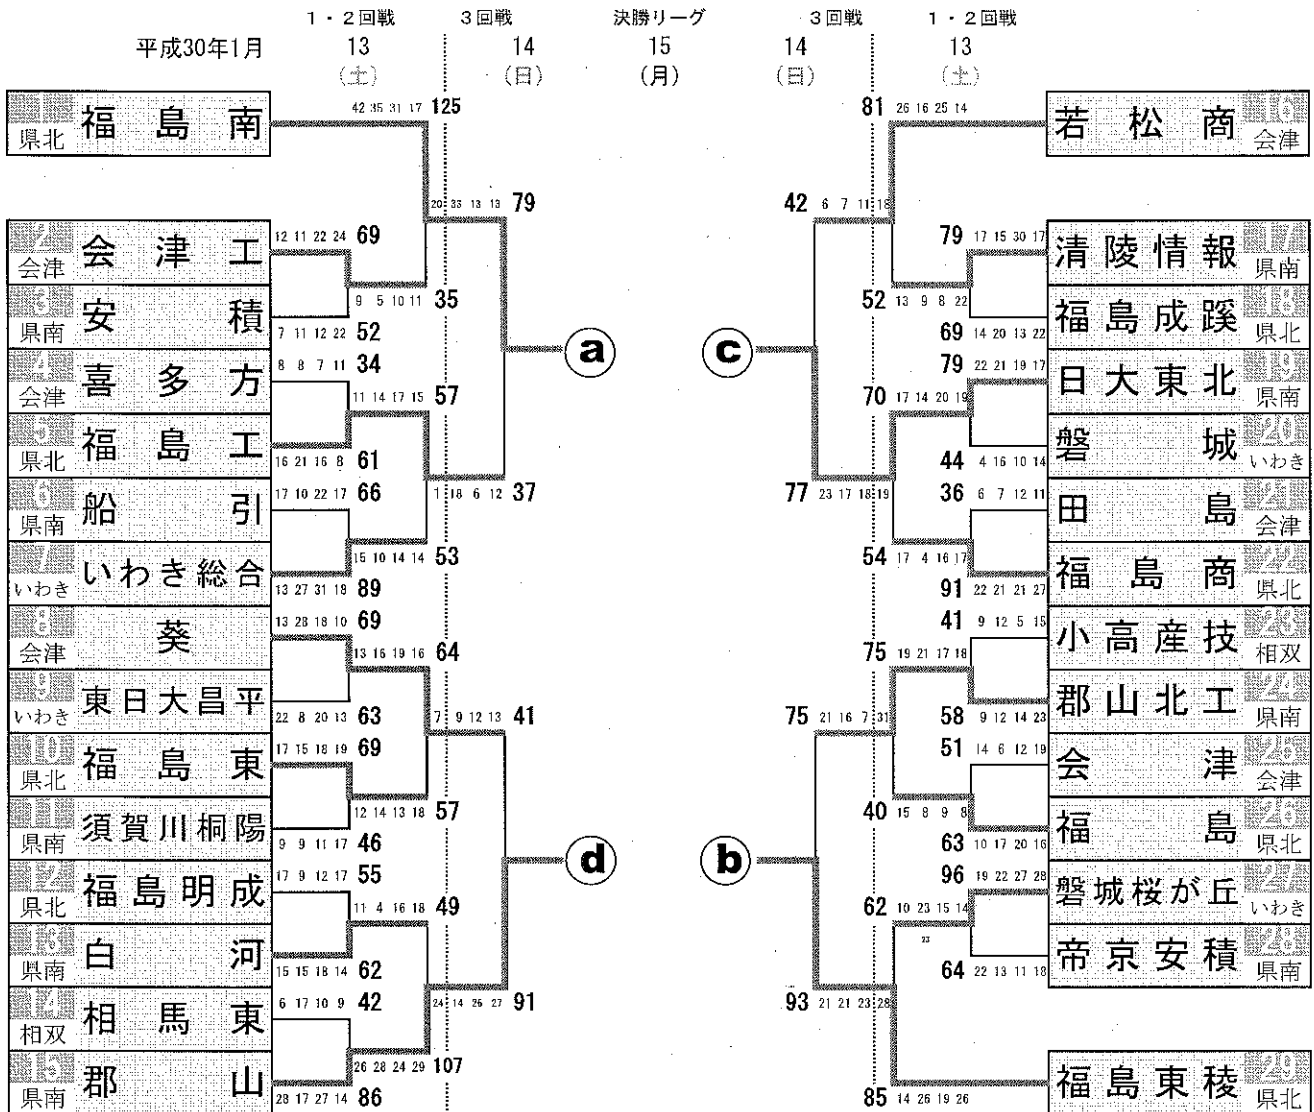 1・2回戦 3回戦 決勝リーグ 3回戦 1・2回戦
平成30年1月 13 14 15 14 13
(土) (日) (月) (日) (土)
1 県北 福島南
42 35 31 17 125
20 33 13 13 79
2 会津 会津工
12 11 22 24 69
9 5 10 11 35
3 県南 安積
7 11 12 22 52
4 会津 喜多方
8 8 7 11 34
11 14 17 15 57
5 県北 福島工
16 21 16 8 61
6 県南 船引
17 10 22 17 66
1 18 6 12 37
7 いわき いわき総合
15 10 14 14 53
13 27 31 18 89
8 会津 葵
13 28 18 10 69
13 16 19 16 64
9 いわき 東日大昌平
22 8 20 13 63
7 9 12 13 41
10 県北 福島東
17 15 18 19 69
12 14 13 18 57
11 県南 須賀川桐陽
9 9 11 17 46
12 県北 福島明成
17 9 12 17 55
11 4 16 18 49
13 県南 白河
15 15 18 14 62
14 相双 相馬東
6 17 10 9 42
24 14 26 27 91
15 県南 郡山
26 28 24 29 107
28 17 27 14 86
a
d
c
b
81 26 16 25 14
若松商 16 会津
42 6 7 11 18
79 17 15 30 17
清陵情報 17 県南
52 13 9 8 22
福島成蹊 18 県北
69 14 20 13 22
79 22 21 19 17
日大東北 19 県南
70 17 14 20 19
磐城 20 いわき
44 4 16 10 14
77 23 17 18 19
36 6 7 12 11
田島 21 会津
54 17 4 16 17
福島商 22 県北
91 22 21 21 27
41 9 12 5 15
小高産技 23 相双
75 19 21 17 18
郡山北工 24 県南
58 9 12 14 23
75 21 16 7 31
51 14 6 12 19
会津 25 会津
40 15 8 9 8
福島 26 県北
63 10 17 20 16
96 19 22 27 28
磐城桜が丘 27 いわき
62 10 23 15 14
23
帝京安積 28 県南
64 22 13 11 18
93 21 21 23 28
福島東稜 29 県北
85 14 26 19 26